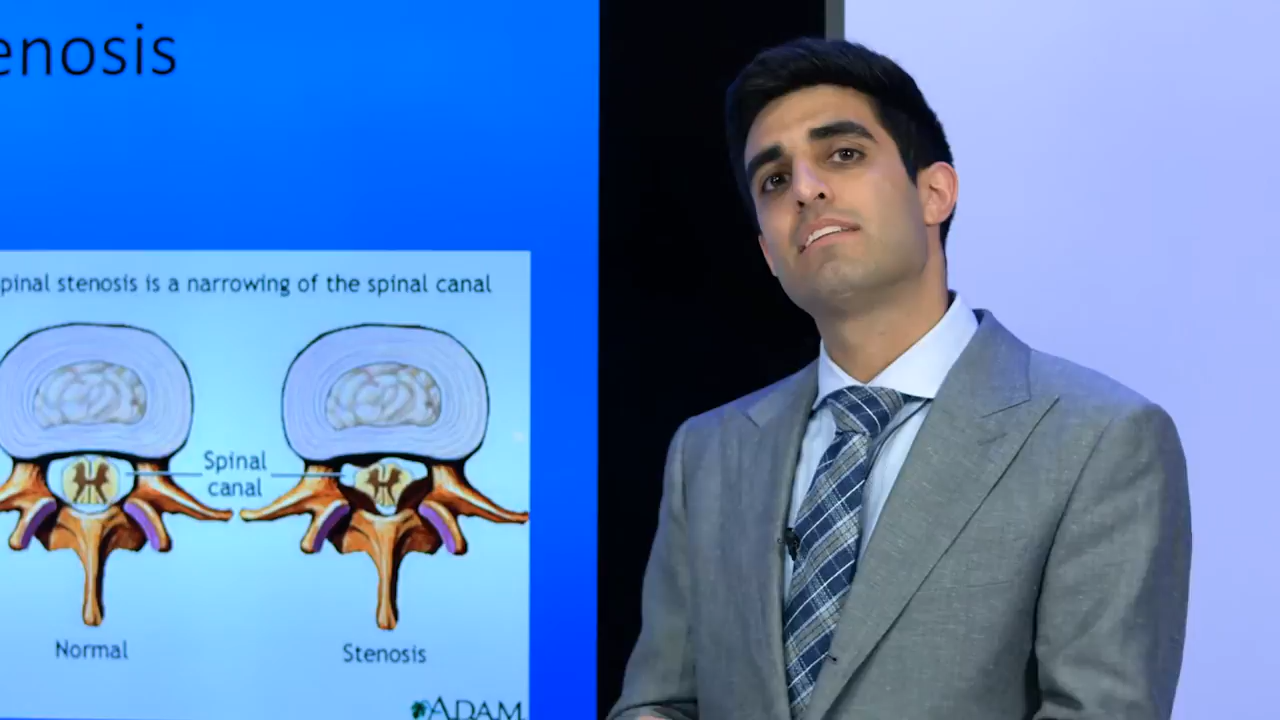 enosis
pinal stenosis is a narrowing of the spinal canal
Spinal
canal
Normal
Stenosis
ADAM